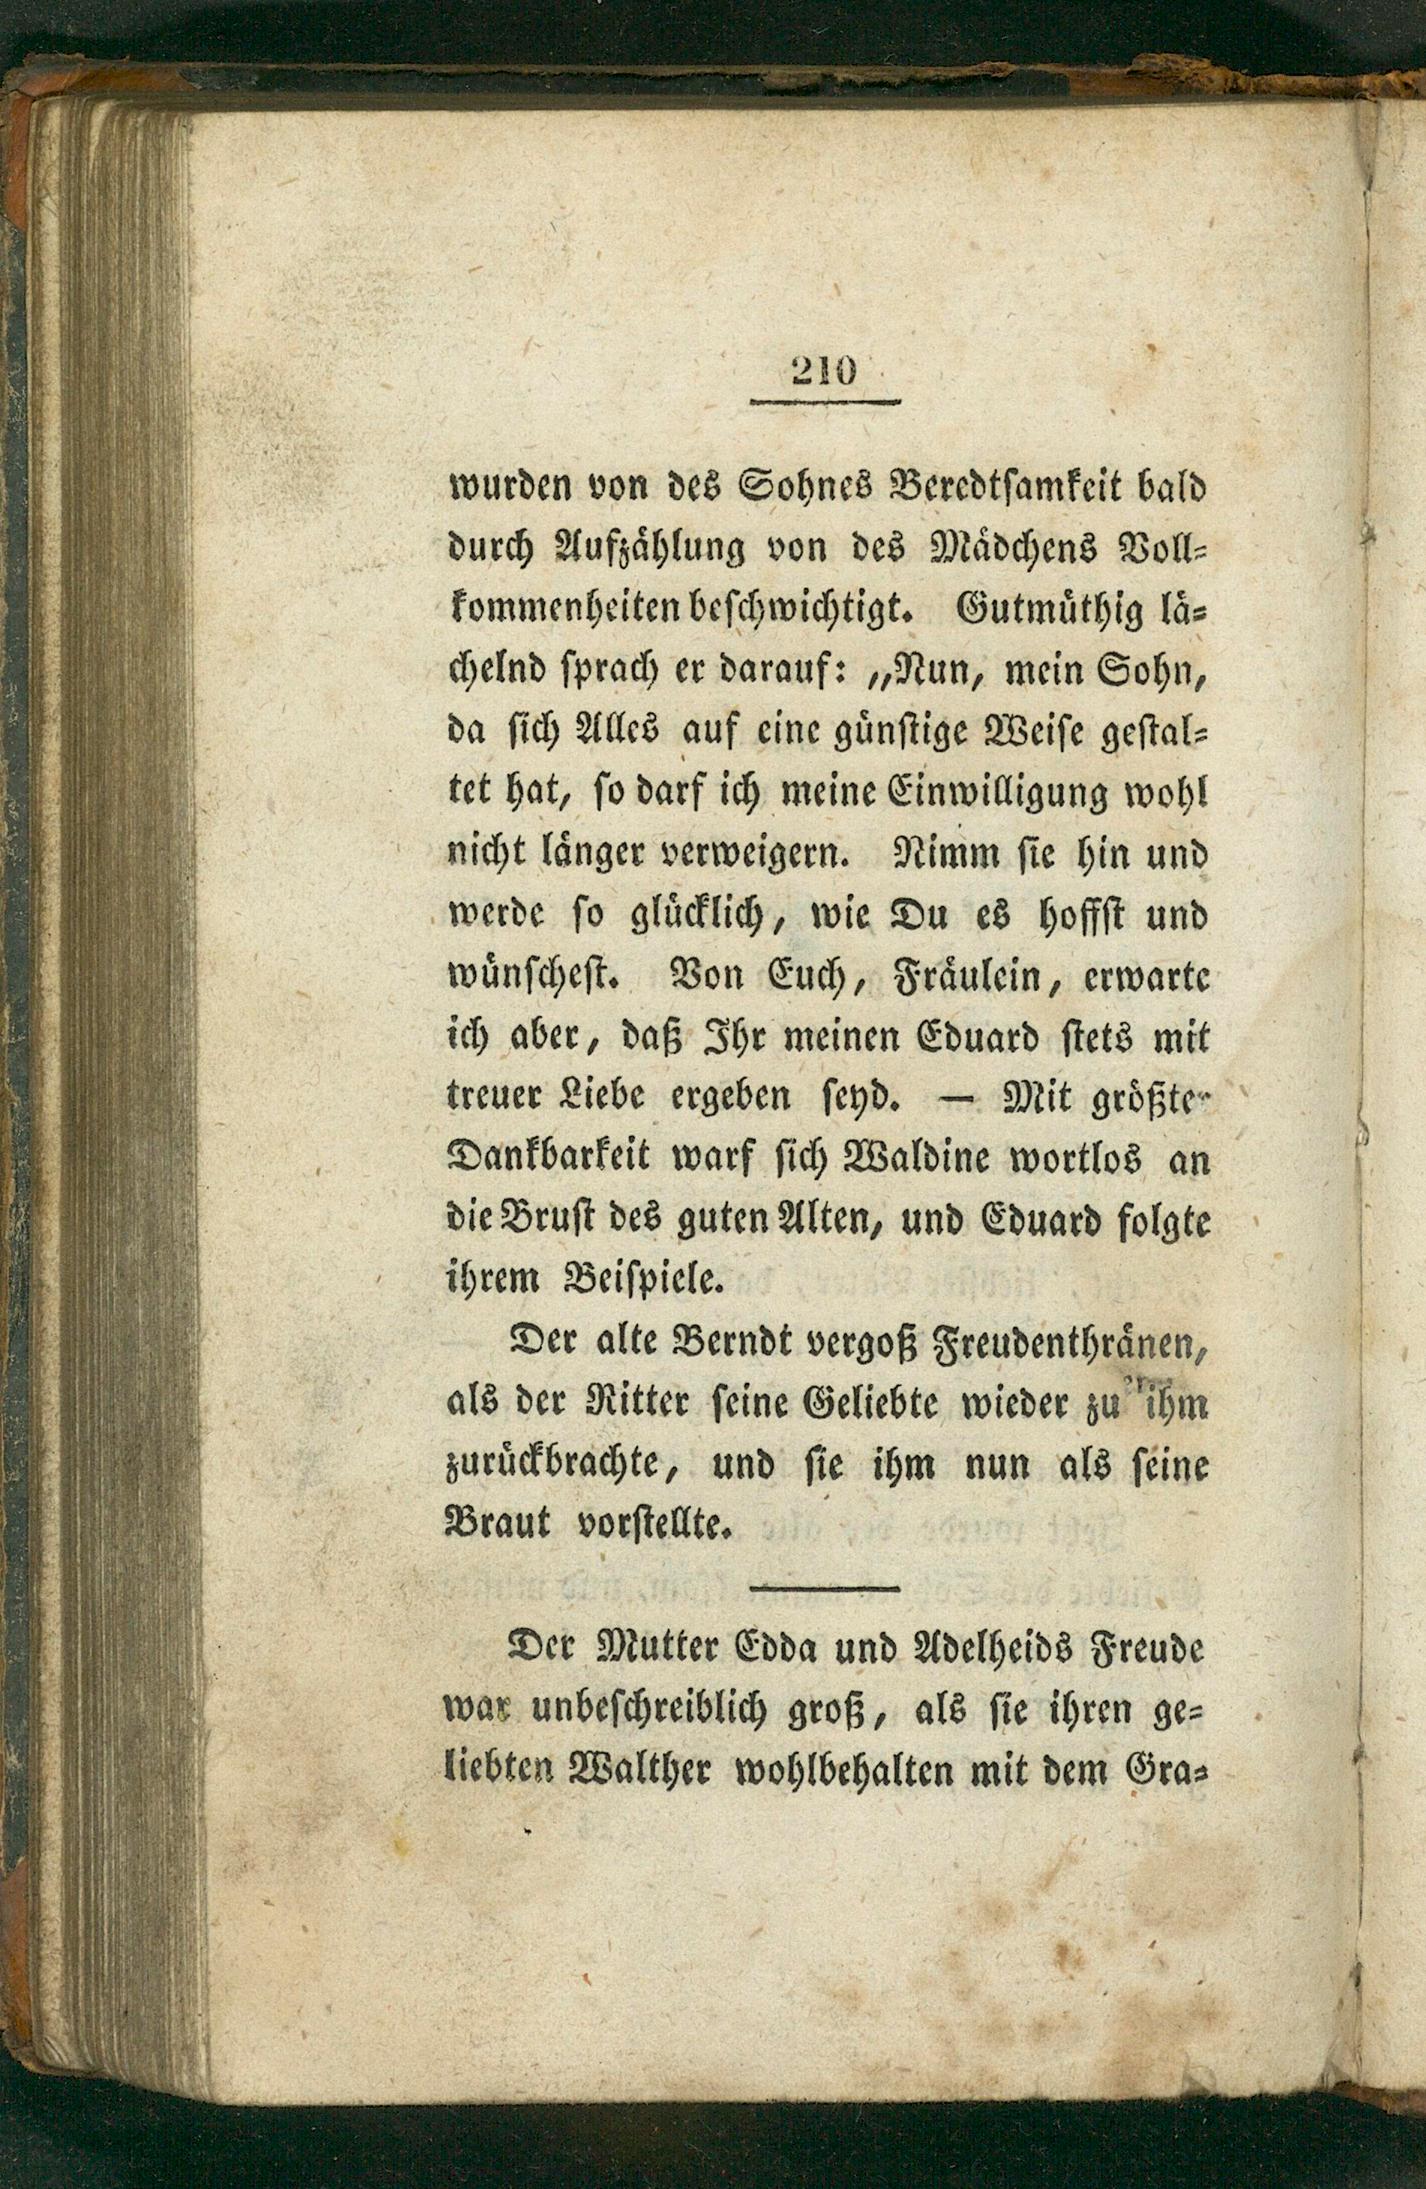 210
wurden von des Sohnes Beredtsamkeit bald
durch Aufzählung von des Mädchens Voll-
kommenheiten beschwichtigt. Gutmüthig lä-
chelnd sprach er darauf: „Nun, mein Sohn,
da sich Alles auf eine günstige Weise gestal-
tet hat, so darf ich meine Einwilligung wohl
nicht länger verweigern. Nimm sie hin und
werde so glücklich, wie Du es hoffst und
wünschest. Von Euch, Fräulein, erwarte
ich aber, daß Ihr meinen Eduard stets mit
treuer Liebe ergeben seyd. — Mit größter
Dankbarkeit warf sich Waldine wortlos an
die Brust des guten Alten, und Eduard folgte
ihrem Beispiele.
Der alte Berndt vergoß Freudenthränen,
als der Ritter seine Geliebte wieder zu ihm
zurückbrachte, und sie ihm nun als seine
Braut vorstellte.
Der Mutter Edda und Adelheids Freude
war unbeschreiblich groß, als sie ihren ge-
liebten Walther wohlbehalten mit dem Gra-